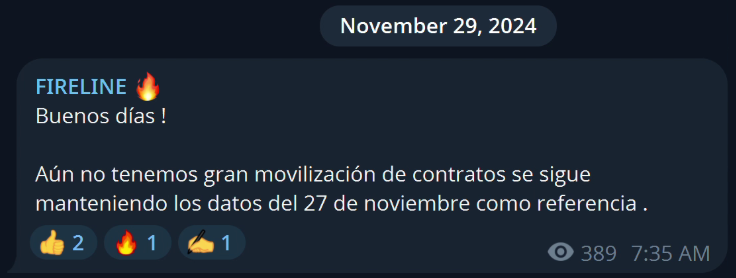 November 29, 2024
FIRELINE 🔥
Buenos días !
Aún no tenemos gran movilización de contratos se sigue
manteniendo los datos del 27 de noviembre como referencia .
👍 2 🔥 1 ✍️ 1
389 7:35 AM